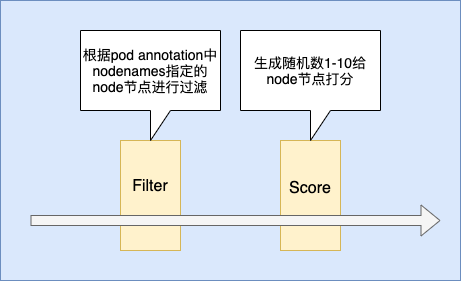 根据pod annotation中
nodenames指定的
node节点进行过滤
生成随机数1-10给
node节点打分
Filter
Score